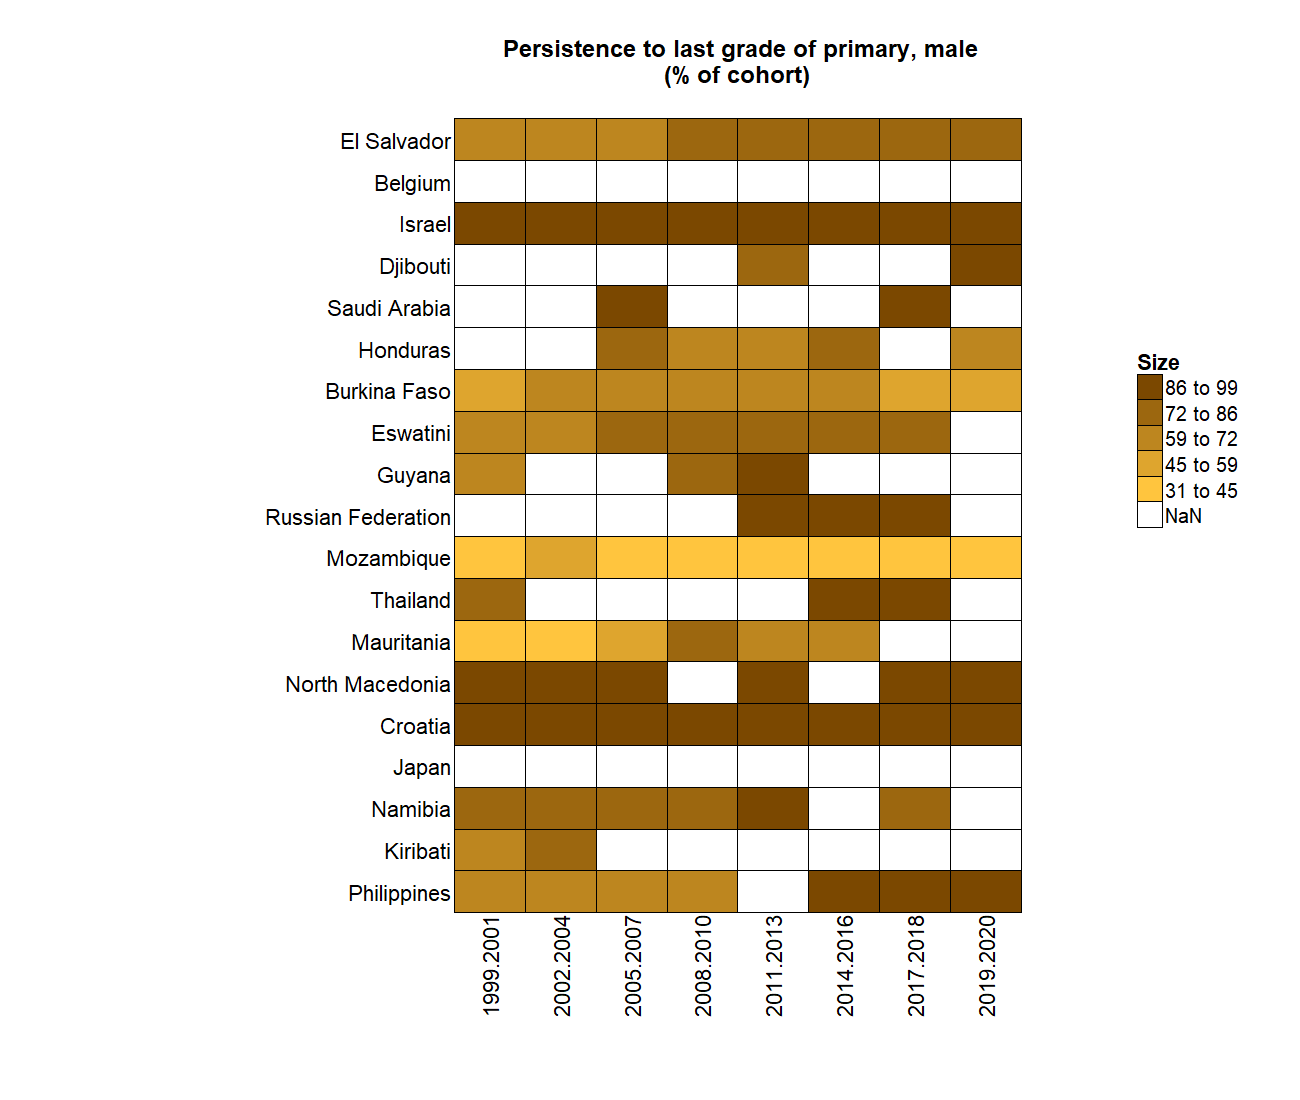 Persistence to last grade of primary, male
(% of cohort)
El Salvador
Belgium
Israel
Djibouti
Saudi Arabia
Honduras
Burkina Faso
Eswatini
Guyana
Russian Federation
Mozambique
Thailand
Mauritania
North Macedonia
Croatia
Japan
Namibia
Kiribati
Philippines
1999.2001
2002.2004
2005.2007
2008.2010
2011.2013
2014.2016
2017.2018
2019.2020
Size
86 to 99
72 to 86
59 to 72
45 to 59
31 to 45
NaN